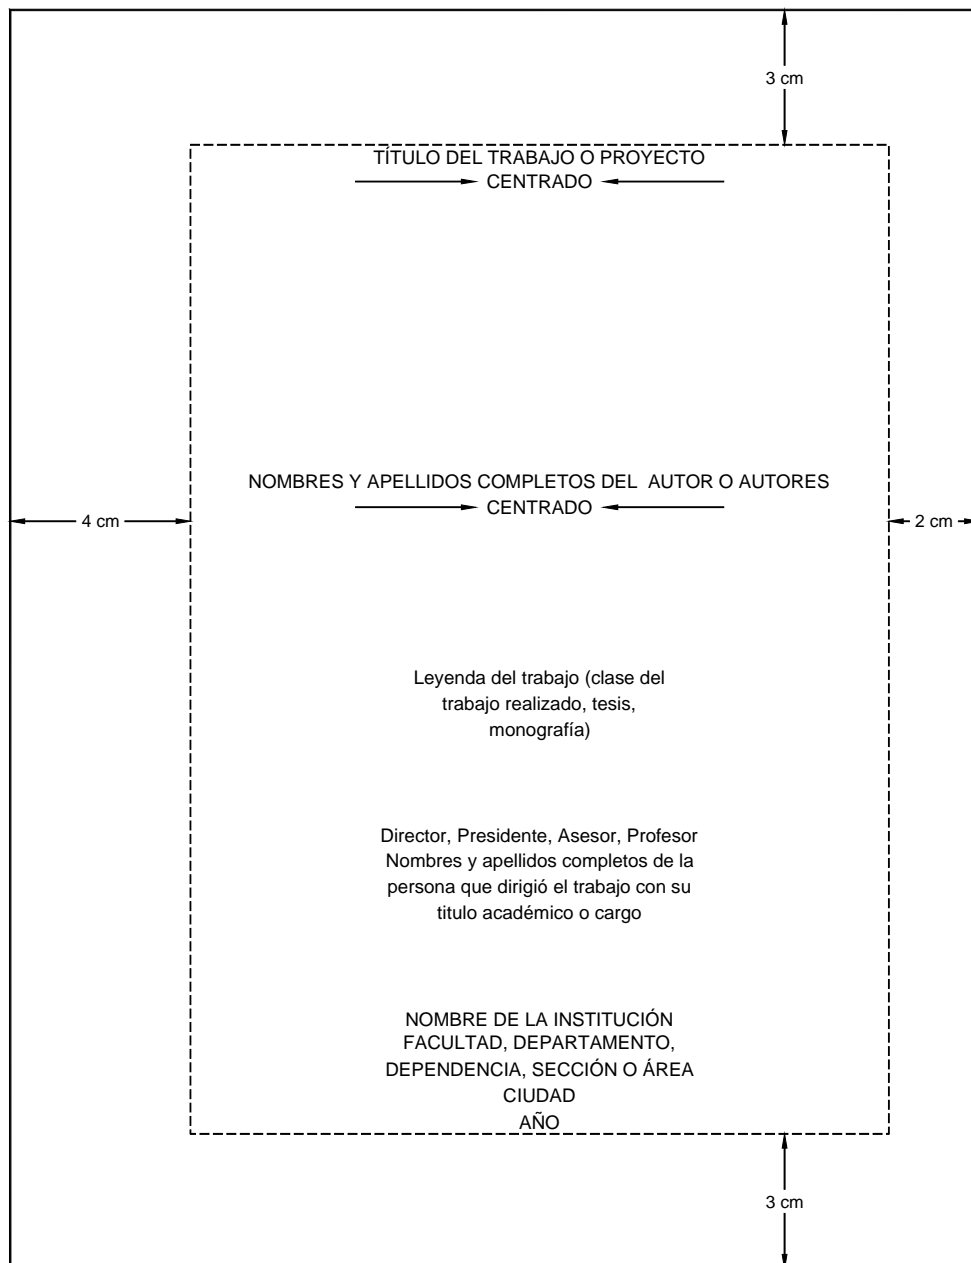 3 cm
TÍTULO DEL TRABAJO O PROYECTO
CENTRADO
NOMBRES Y APELLIDOS COMPLETOS DEL AUTOR O AUTORES
CENTRADO
4 cm
2 cm
Leyenda del trabajo (clase del
trabajo realizado, tesis,
monografía)
Director, Presidente, Asesor, Profesor
Nombres y apellidos completos de la
persona que dirigió el trabajo con su
titulo académico o cargo
NOMBRE DE LA INSTITUCIÓN
FACULTAD, DEPARTAMENTO,
DEPENDENCIA, SECCIÓN O ÁREA
CIUDAD
AÑO
3 cm